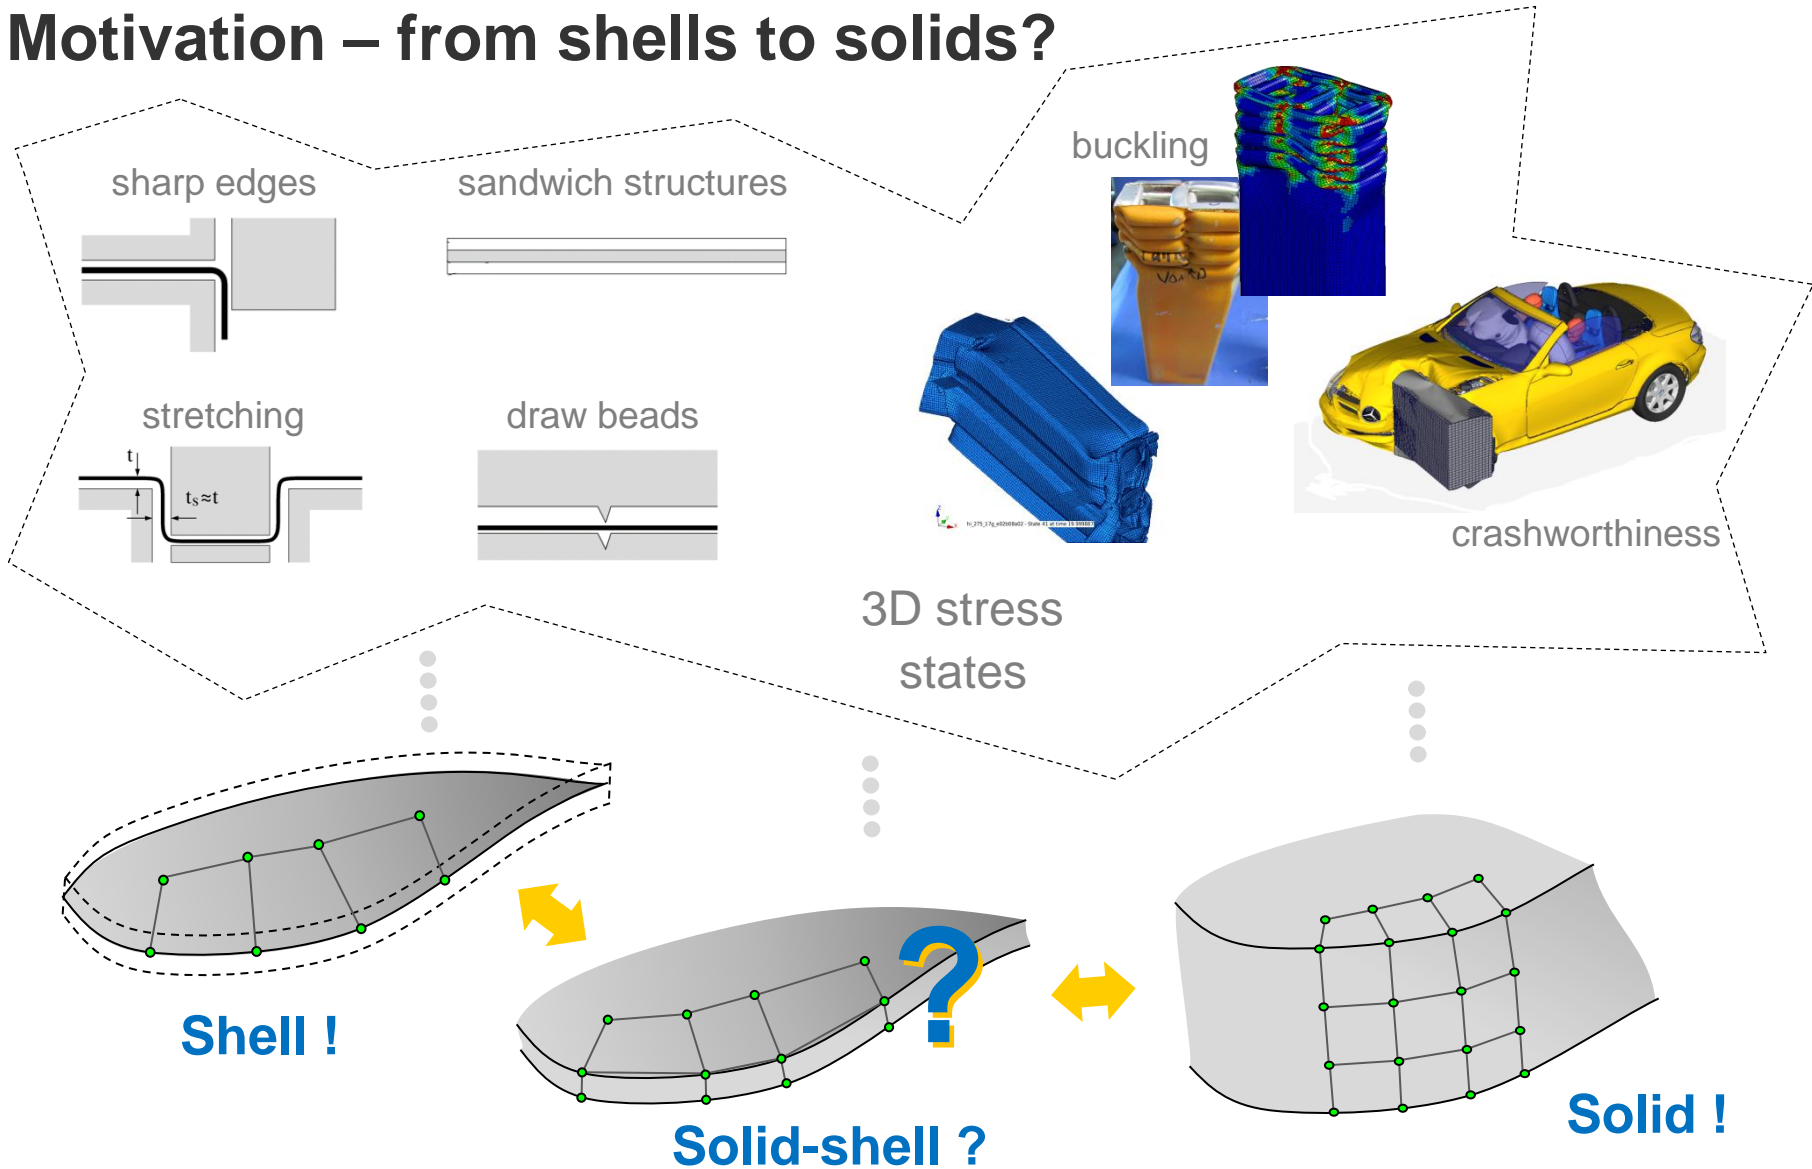 Motivation – from shells to solids?
buckling
sharp edges
sandwich structures
stretching
draw beads
t
tS≈t
crashworthiness
3D stress
states
Shell !
Solid-shell ?
?
Solid !